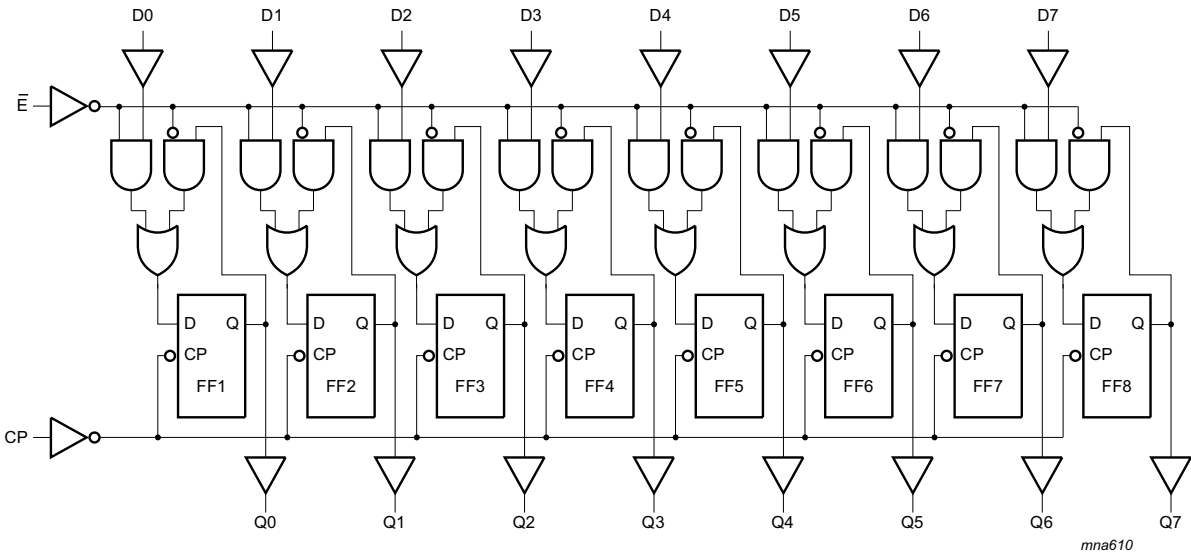 D0 D1 D2 D3 D4 D5 D6 D7
E̅
D Q D Q D Q D Q D Q D Q D Q D Q
CP CP CP CP CP CP CP CP
FF1 FF2 FF3 FF4 FF5 FF6 FF7 FF8
CP
Q0 Q1 Q2 Q3 Q4 Q5 Q6 Q7
mna610